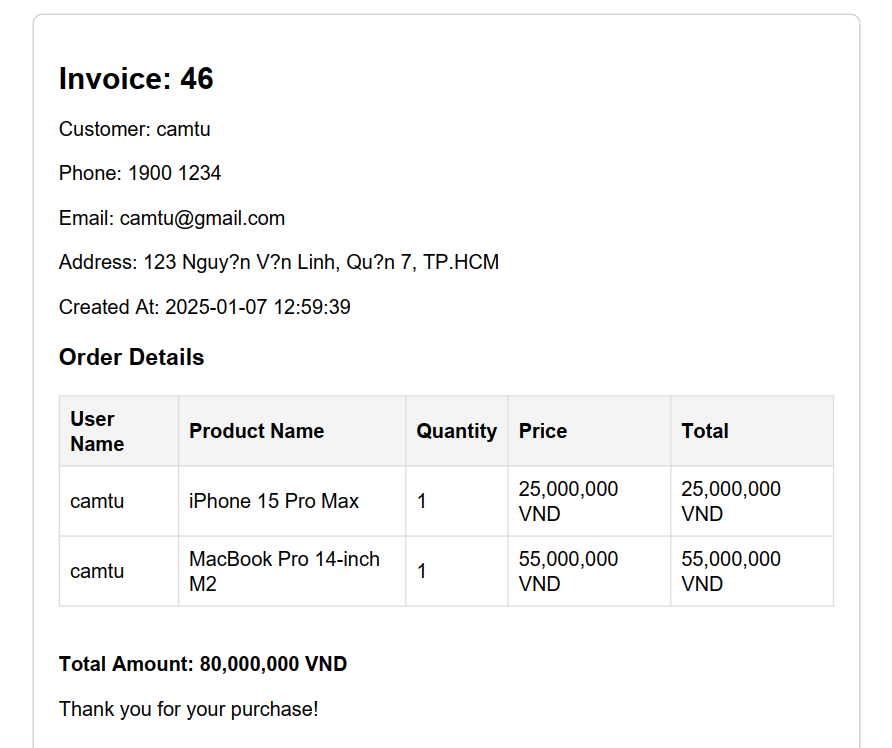 Invoice: 46
Customer: camtu
Phone: 1900 1234
Email: camtu@gmail.com
Address: 123 Nguy?n V?n Linh, Qu?n 7, TP.HCM
Created At: 2025-01-07 12:59:39
Order Details
User Name Product Name Quantity Price Total
camtu iPhone 15 Pro Max 1 25,000,000 VND 25,000,000 VND
camtu MacBook Pro 14-inch M2 1 55,000,000 VND 55,000,000 VND
Total Amount: 80,000,000 VND
Thank you for your purchase!